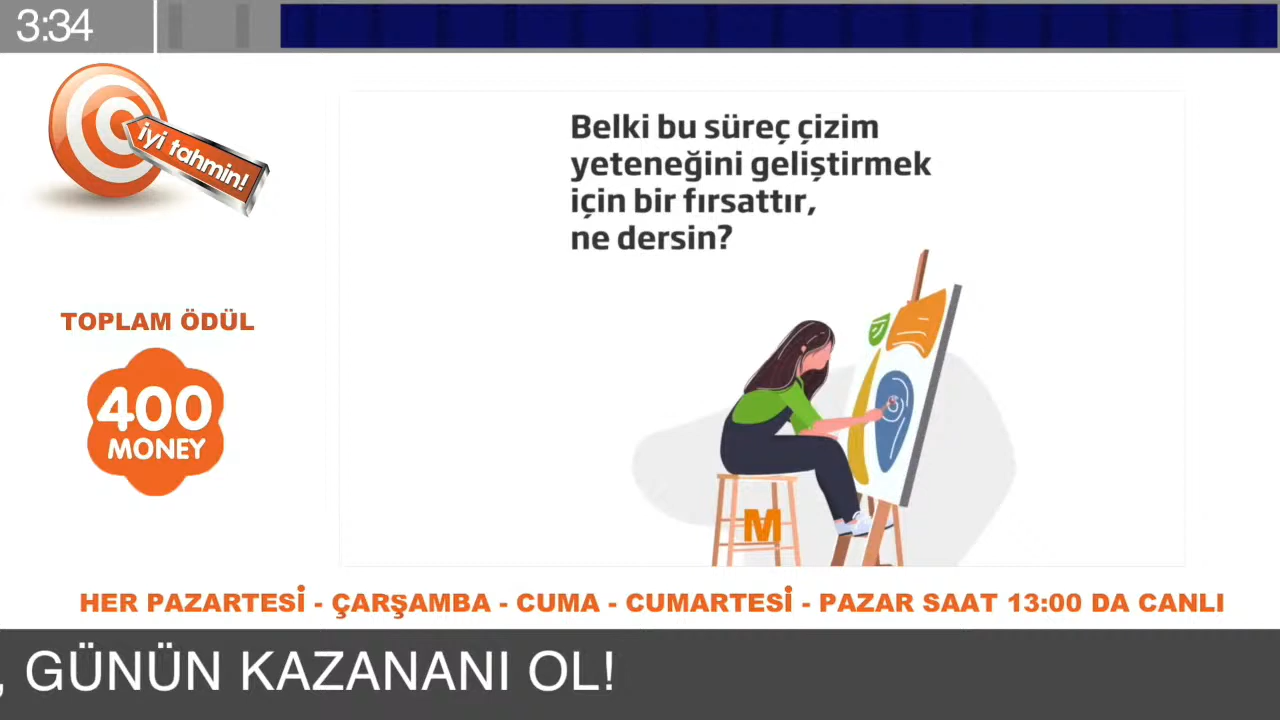 3:34
iyi tahmin!
Belki bu süreç çizim
yeteneğini geliştirmek
için bir fırsattır,
ne dersin?
TOPLAM ÖDÜL
400
MONEY
M
HER PAZARTESİ - ÇARŞAMBA - CUMA - CUMARTESİ - PAZAR SAAT 13:00 DA CANLI
, GÜNÜN KAZANANI OL!